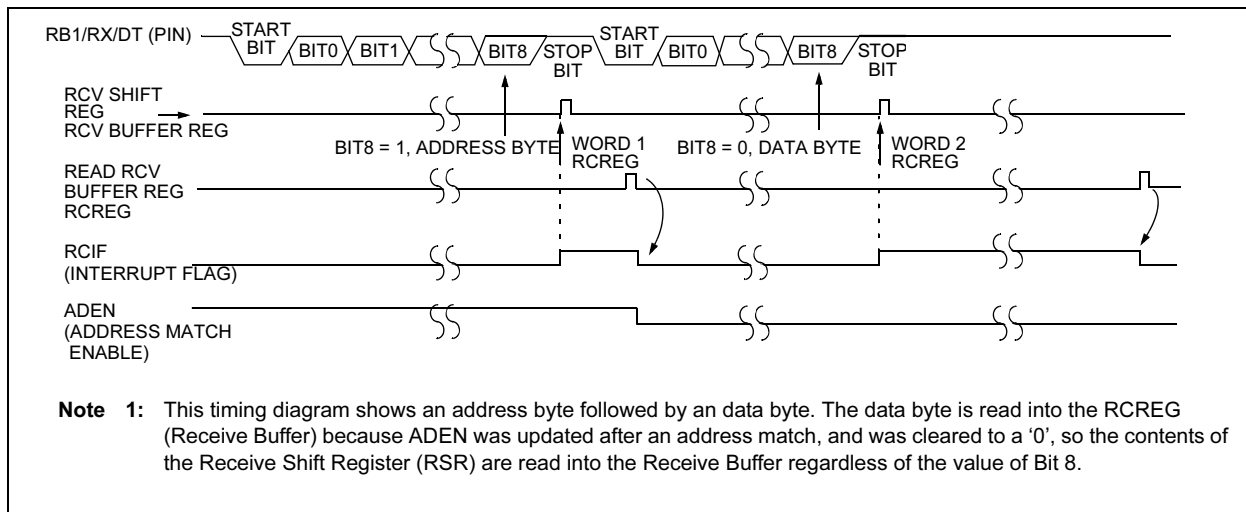 RB1/RX/DT (PIN)
START
BIT
BIT0
BIT1
BIT8
STOP
BIT
START
BIT
BIT0
BIT8
STOP
BIT
RCV SHIFT
REG
RCV BUFFER REG
BIT8 = 1, ADDRESS BYTE
WORD 1
RCREG
BIT8 = 0, DATA BYTE
WORD 2
RCREG
READ RCV
BUFFER REG
RCREG
RCIF
(INTERRUPT FLAG)
ADEN
(ADDRESS MATCH
ENABLE)
Note 1: This timing diagram shows an address byte followed by an data byte. The data byte is read into the RCREG
(Receive Buffer) because ADEN was updated after an address match, and was cleared to a ‘0’, so the contents of
the Receive Shift Register (RSR) are read into the Receive Buffer regardless of the value of Bit 8.